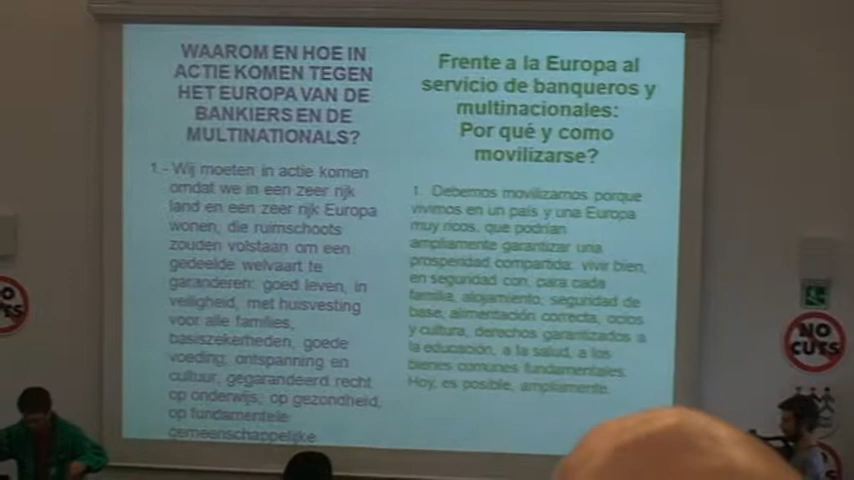 WAAROM EN HOE IN
ACTIE KOMEN TEGEN
HET EUROPA VAN DE
BANKIERS EN DE
MULTINATIONALS?
1.- Wij moeten in actie komen
omdat we in een zeer rijk
land en een zeer rijk Europa
wonen, die ruimschoots
zouden volstaan om een
gedeelde welvaart te
garanderen: goed leven, in
veiligheid, met huisvesting
voor alle families,
basiszekerheden, goede
voeding; ontspanning en
cultuur, gegarandeerd recht
op onderwijs; op gezondheid,
op fundamentele
gemeenschappelijke
Frente a la Europa al
servicio de banqueros y
multinacionales:
Por qué y como
movilizarse?
1. Debemos movilizarnos porque
vivimos en un país y una Europa
muy ricos, que podrían
ampliamente garantizar una
prosperidad compartida: vivir bien,
en seguridad con, para cada
familia, alojamiento, seguridad de
base, alimentación correcta, ocios
y cultura, derechos garantizados a
la educación, a la salud, a los
bienes comunes fundamentales.
Hoy, es posible, ampliamente.
NO
CUTS